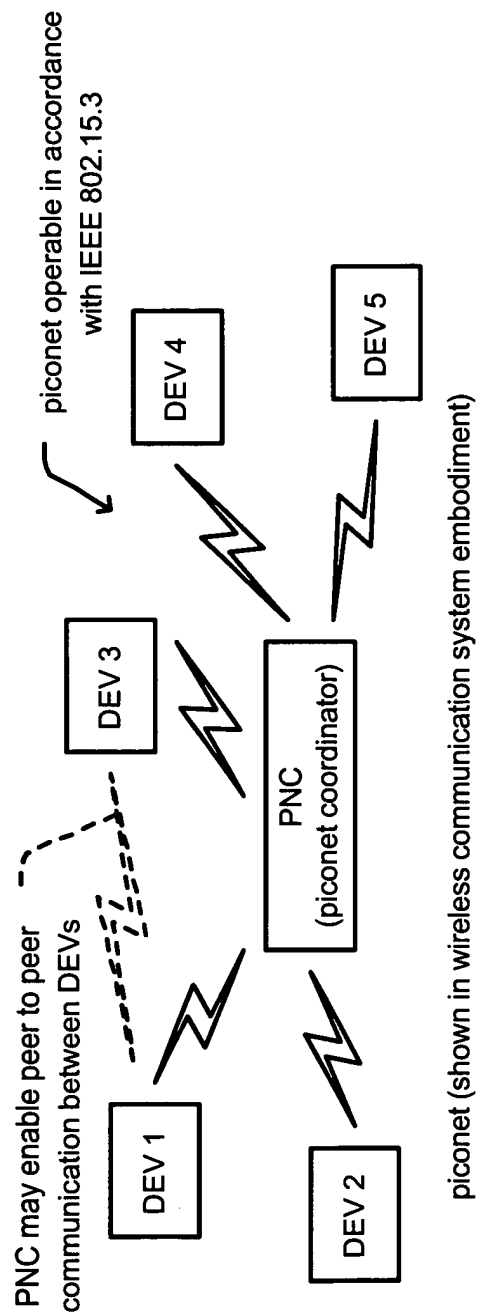 PNC may enable peer to peer
communication between DEVs
piconet operable in accordance
with IEEE 802.15.3
DEV 1
DEV 3
DEV 4
DEV 2
PNC
(piconet coordinator)
DEV 5
piconet (shown in wireless communication system embodiment)